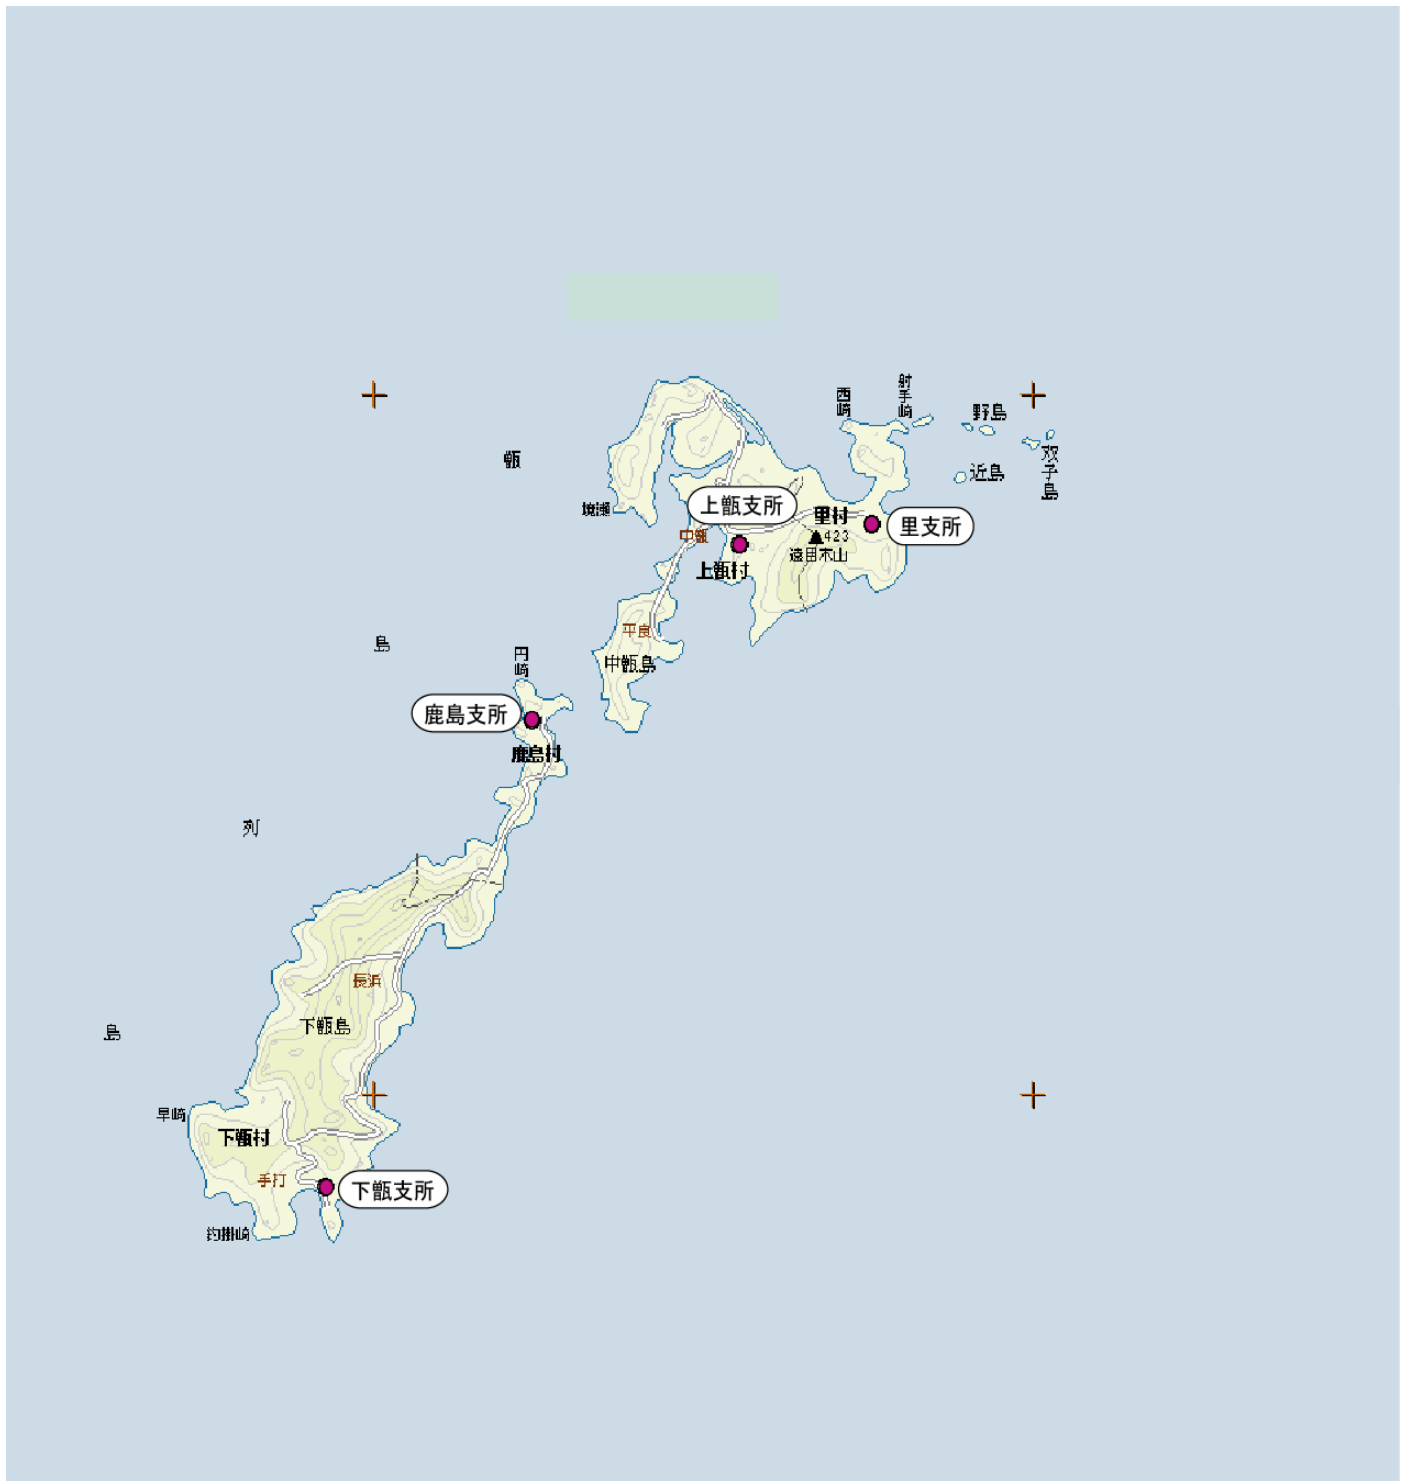 射手崎
西崎
野島
双子島
近島
甑
境瀬
上甑支所
里村
里支所
中甑
423
遠目木山
上甑村
平良
中甑島
島
円崎
鹿島支所
鹿島村
列
長浜
下甑島
島
早崎
下甑村
手打
下甑支所
釣掛崎